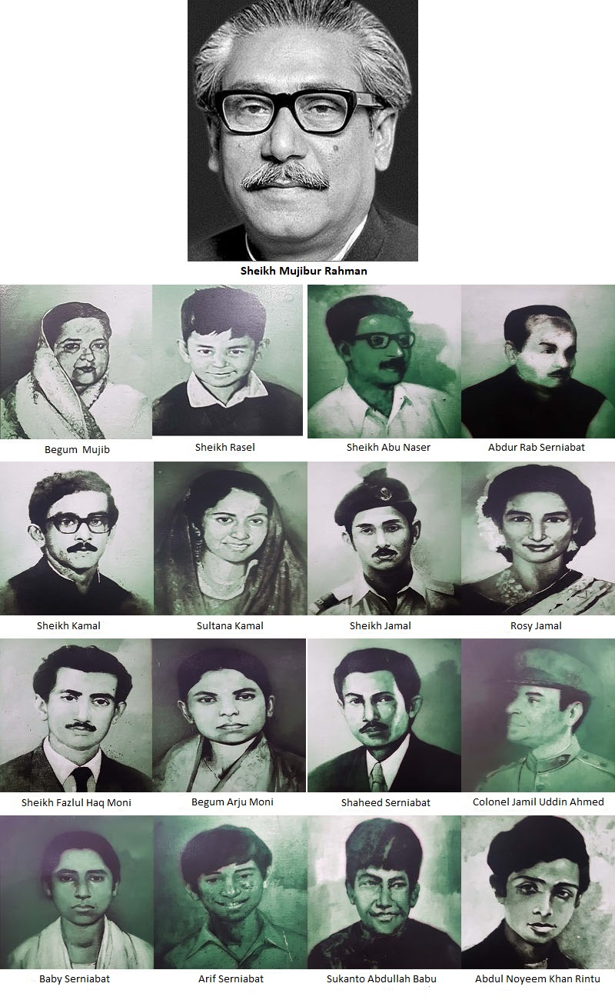 Sheikh Mujibur Rahman
Begum Mujib
Sheikh Rasel
Sheikh Abu Naser
Abdur Rab Serniabat
Sheikh Kamal
Sultana Kamal
Sheikh Jamal
Rosy Jamal
Sheikh Fazlul Haq Moni
Begum Arju Moni
Shaheed Serniabat
Colonel Jamil Uddin Ahmed
Baby Serniabat
Arif Serniabat
Sukanto Abdullah Babu
Abdul Noyeem Khan Rintu